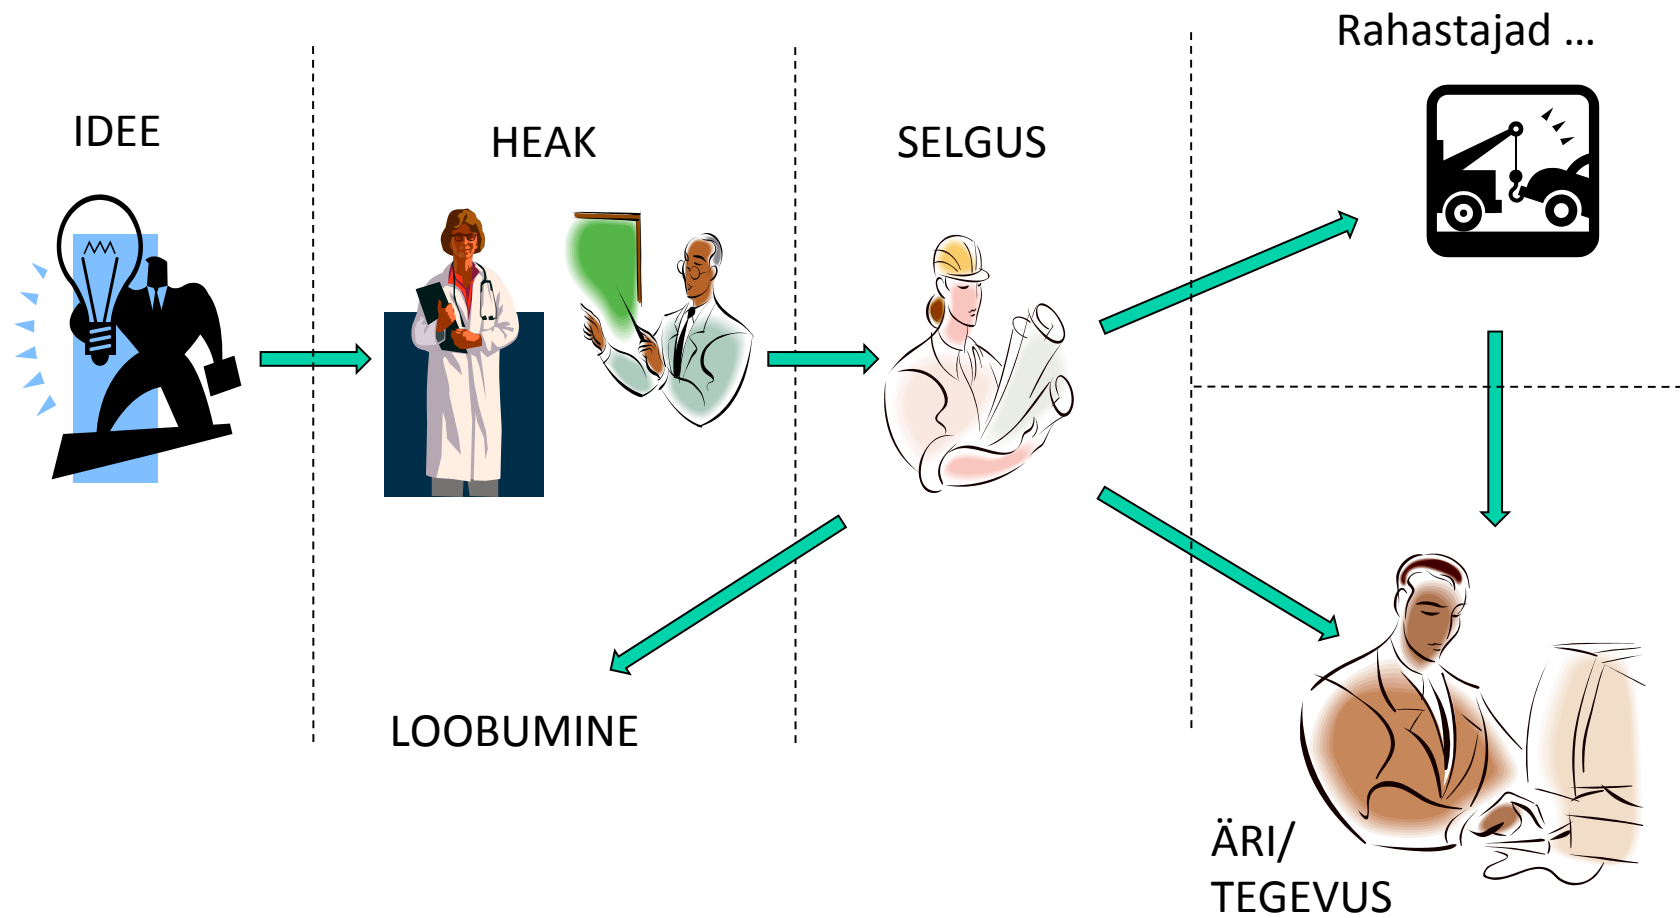 Rahastajad ...
IDEE
HEAK
SELGUS
LOOBUMINE
ÄRI/
TEGEVUS